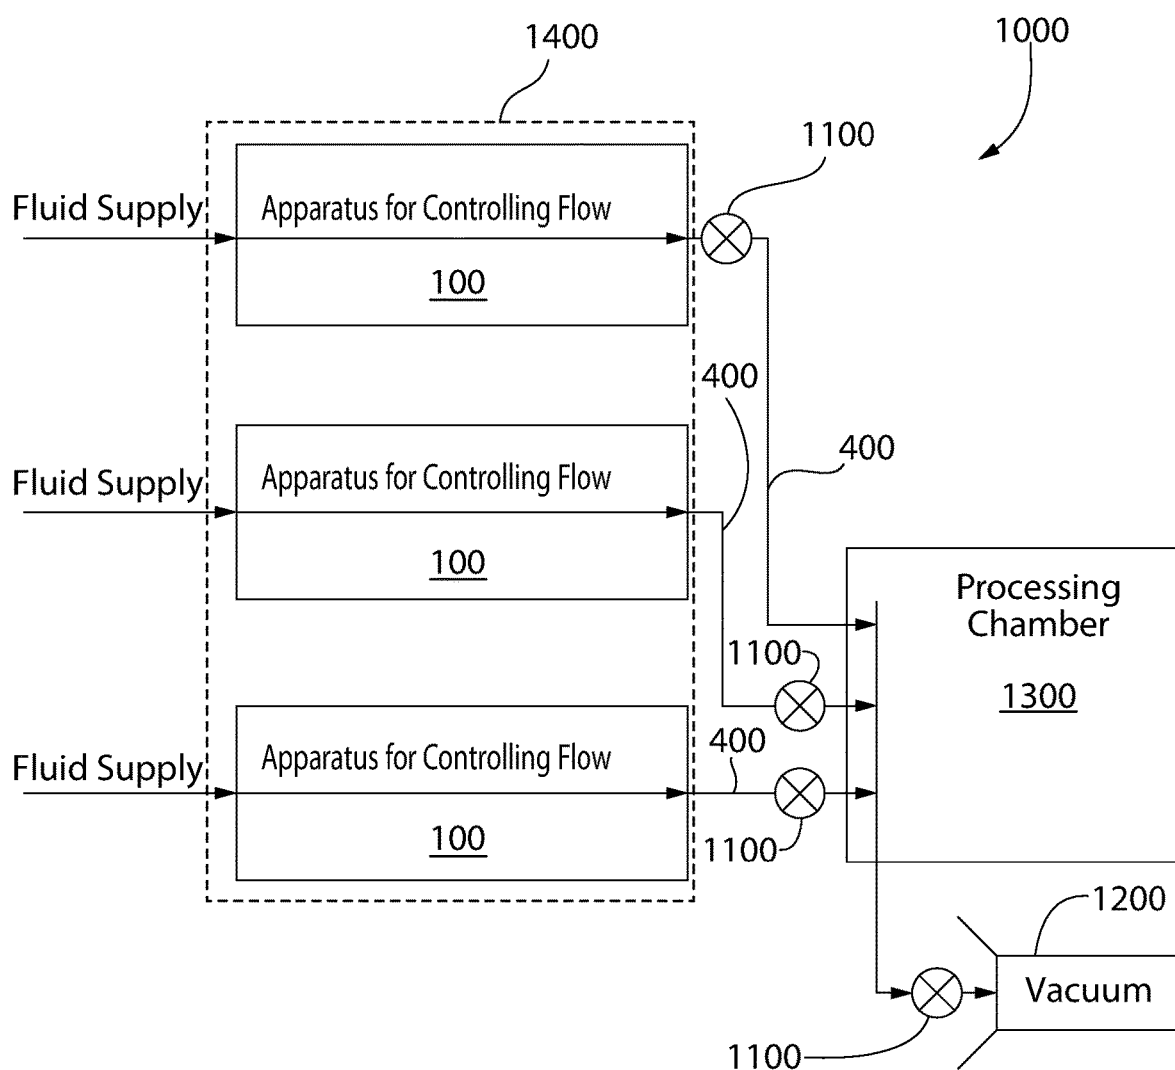 1400
1000
1100
Fluid Supply
Apparatus for Controlling Flow
100
400
400
Fluid Supply
Apparatus for Controlling Flow
100
Processing
Chamber
1300
1100
Fluid Supply
Apparatus for Controlling Flow
400
100
1100
1200
Vacuum
1100